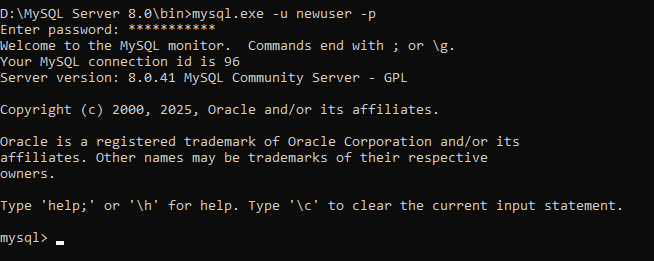 D:\MySQL Server 8.0\bin>mysql.exe -u newuser -p
Enter password: ***********
Welcome to the MySQL monitor.  Commands end with ; or \g.
Your MySQL connection id is 96
Server version: 8.0.41 MySQL Community Server - GPL
Copyright (c) 2000, 2025, Oracle and/or its affiliates.
Oracle is a registered trademark of Oracle Corporation and/or its
affiliates. Other names may be trademarks of their respective
owners.
Type 'help;' or '\h' for help. Type '\c' to clear the current input statement.
mysql>